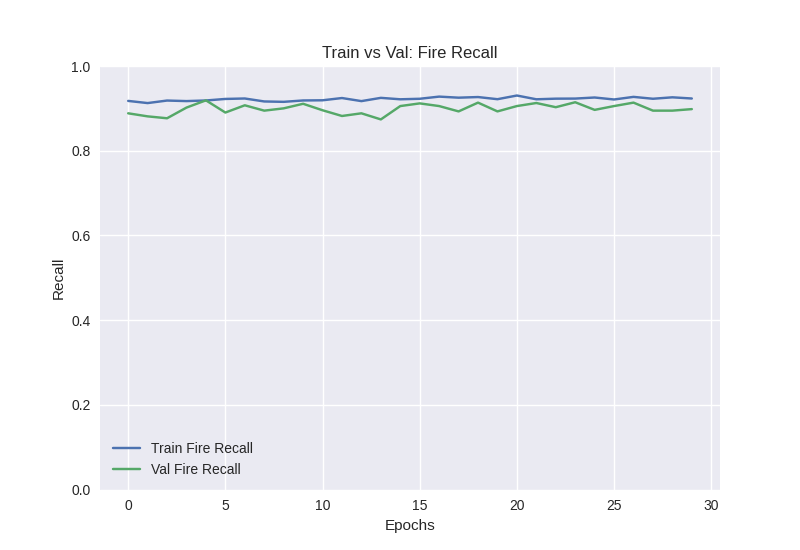 Train vs Val: Fire Recall
1.0
0.8
0.6
0.4
0.2
0.0
Recall
Train Fire Recall
Val Fire Recall
0 5 10 15 20 25 30
Epochs